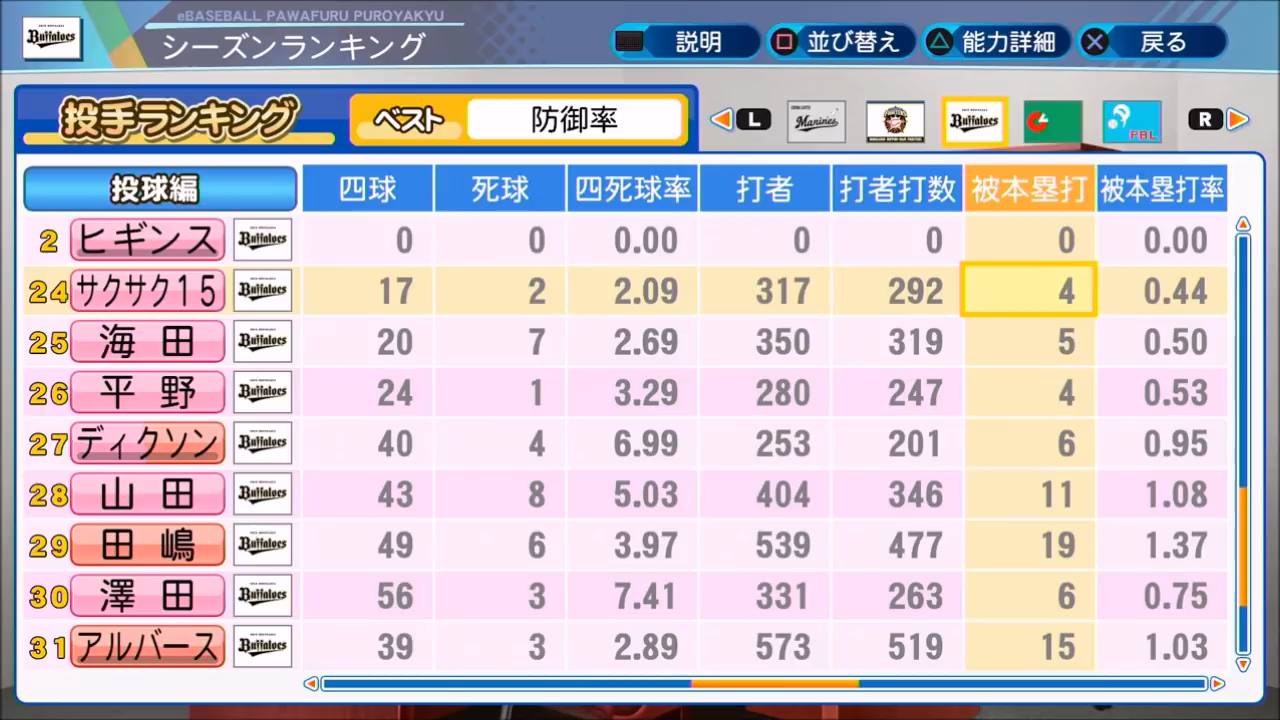 eBASEBALL PAWAFURU PUROYAKYU
Buffaloes シーズンランキング 説明 並び替え 能力詳細 戻る
投手ランキング ベスト 防御率 L Marines FIGHTERS Buffaloes PBL R
投球編 四球 死球 四死球率 打者 打者打数 被本塁打 被本塁打率
2 ヒギンス Buffaloes 0 0 0.00 0 0 0 0.00
24 サクサク15 Buffaloes 17 2 2.09 317 292 4 0.44
25 海田 Buffaloes 20 7 2.69 350 319 5 0.50
26 平野 Buffaloes 24 1 3.29 280 247 4 0.53
27 ディクソン Buffaloes 40 4 6.99 253 201 6 0.95
28 山田 Buffaloes 43 8 5.03 404 346 11 1.08
29 田嶋 Buffaloes 49 6 3.97 539 477 19 1.37
30 澤田 Buffaloes 56 3 7.41 331 263 6 0.75
31 アルバース Buffaloes 39 3 2.89 573 519 15 1.03